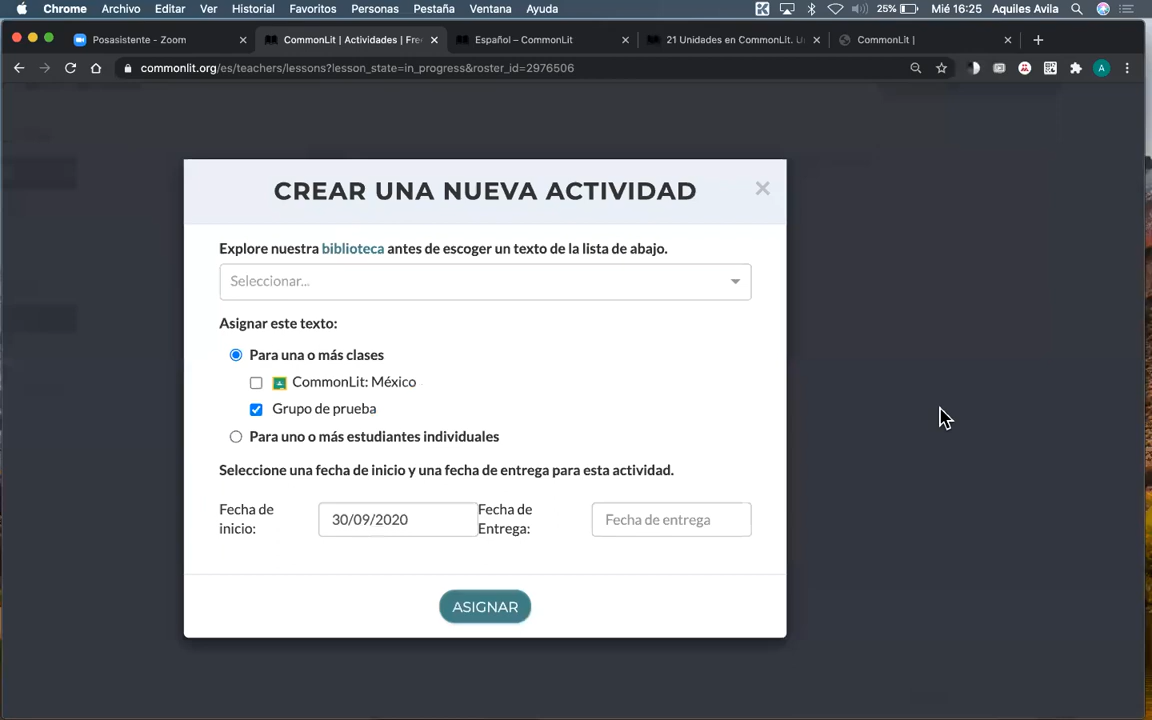 Chrome Archivo Editar Ver Historial Favoritos Personas Pestaña Ventana Ayuda 25% Mié 16:25 Aquiles Avila
Posasistente - Zoom CommonLit | Actividades | Fre Español – CommonLit 21 Unidades en CommonLit. U CommonLit |
commonlit.org/es/teachers/lessons?lesson_state=in_progress&roster_id=2976506 A
CREAR UNA NUEVA ACTIVIDAD
Explore nuestra biblioteca antes de escoger un texto de la lista de abajo.
Seleccionar...
Asignar este texto:
Para una o más clases
CommonLit: México
Grupo de prueba
Para uno o más estudiantes individuales
Seleccione una fecha de inicio y una fecha de entrega para esta actividad.
Fecha de inicio: 30/09/2020 Fecha de Entrega: Fecha de entrega
ASIGNAR